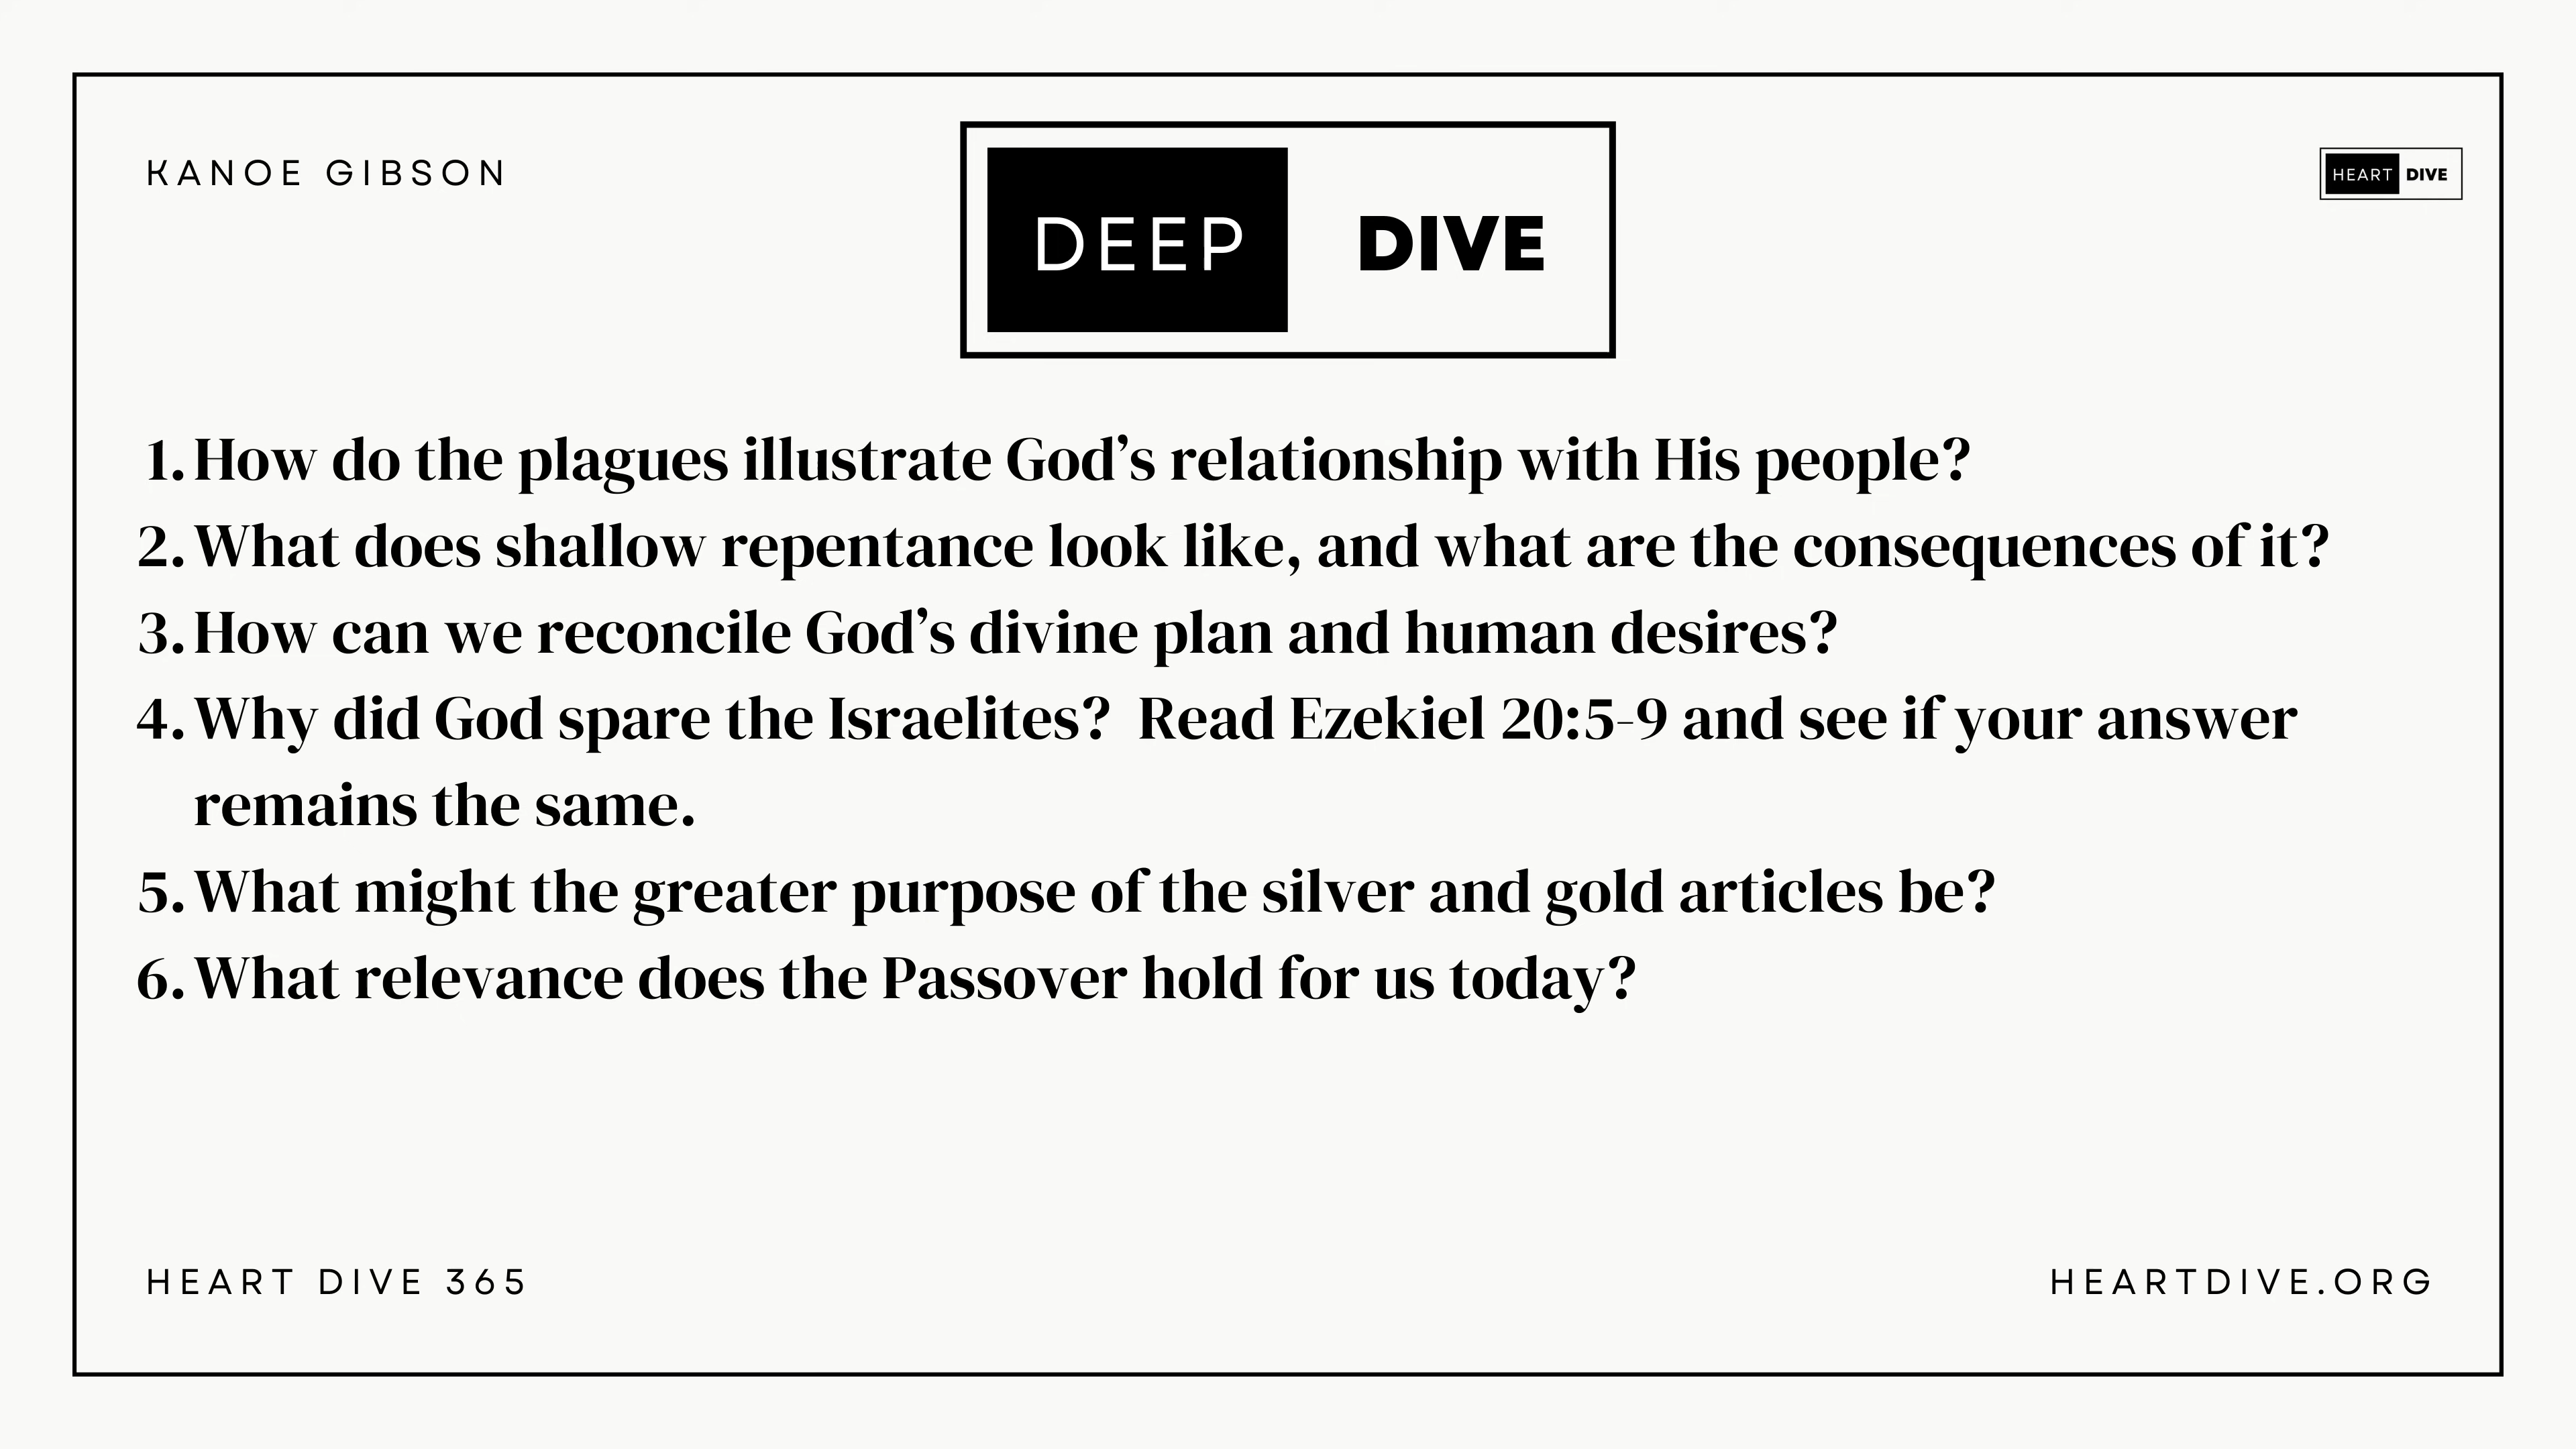 KANOE GIBSON
DEEP DIVE
HEART DIVE
1. How do the plagues illustrate God’s relationship with His people?
2. What does shallow repentance look like, and what are the consequences of it?
3. How can we reconcile God’s divine plan and human desires?
4. Why did God spare the Israelites?  Read Ezekiel 20:5-9 and see if your answer
remains the same.
5. What might the greater purpose of the silver and gold articles be?
6. What relevance does the Passover hold for us today?
HEART DIVE 365
HEARTDIVE.ORG